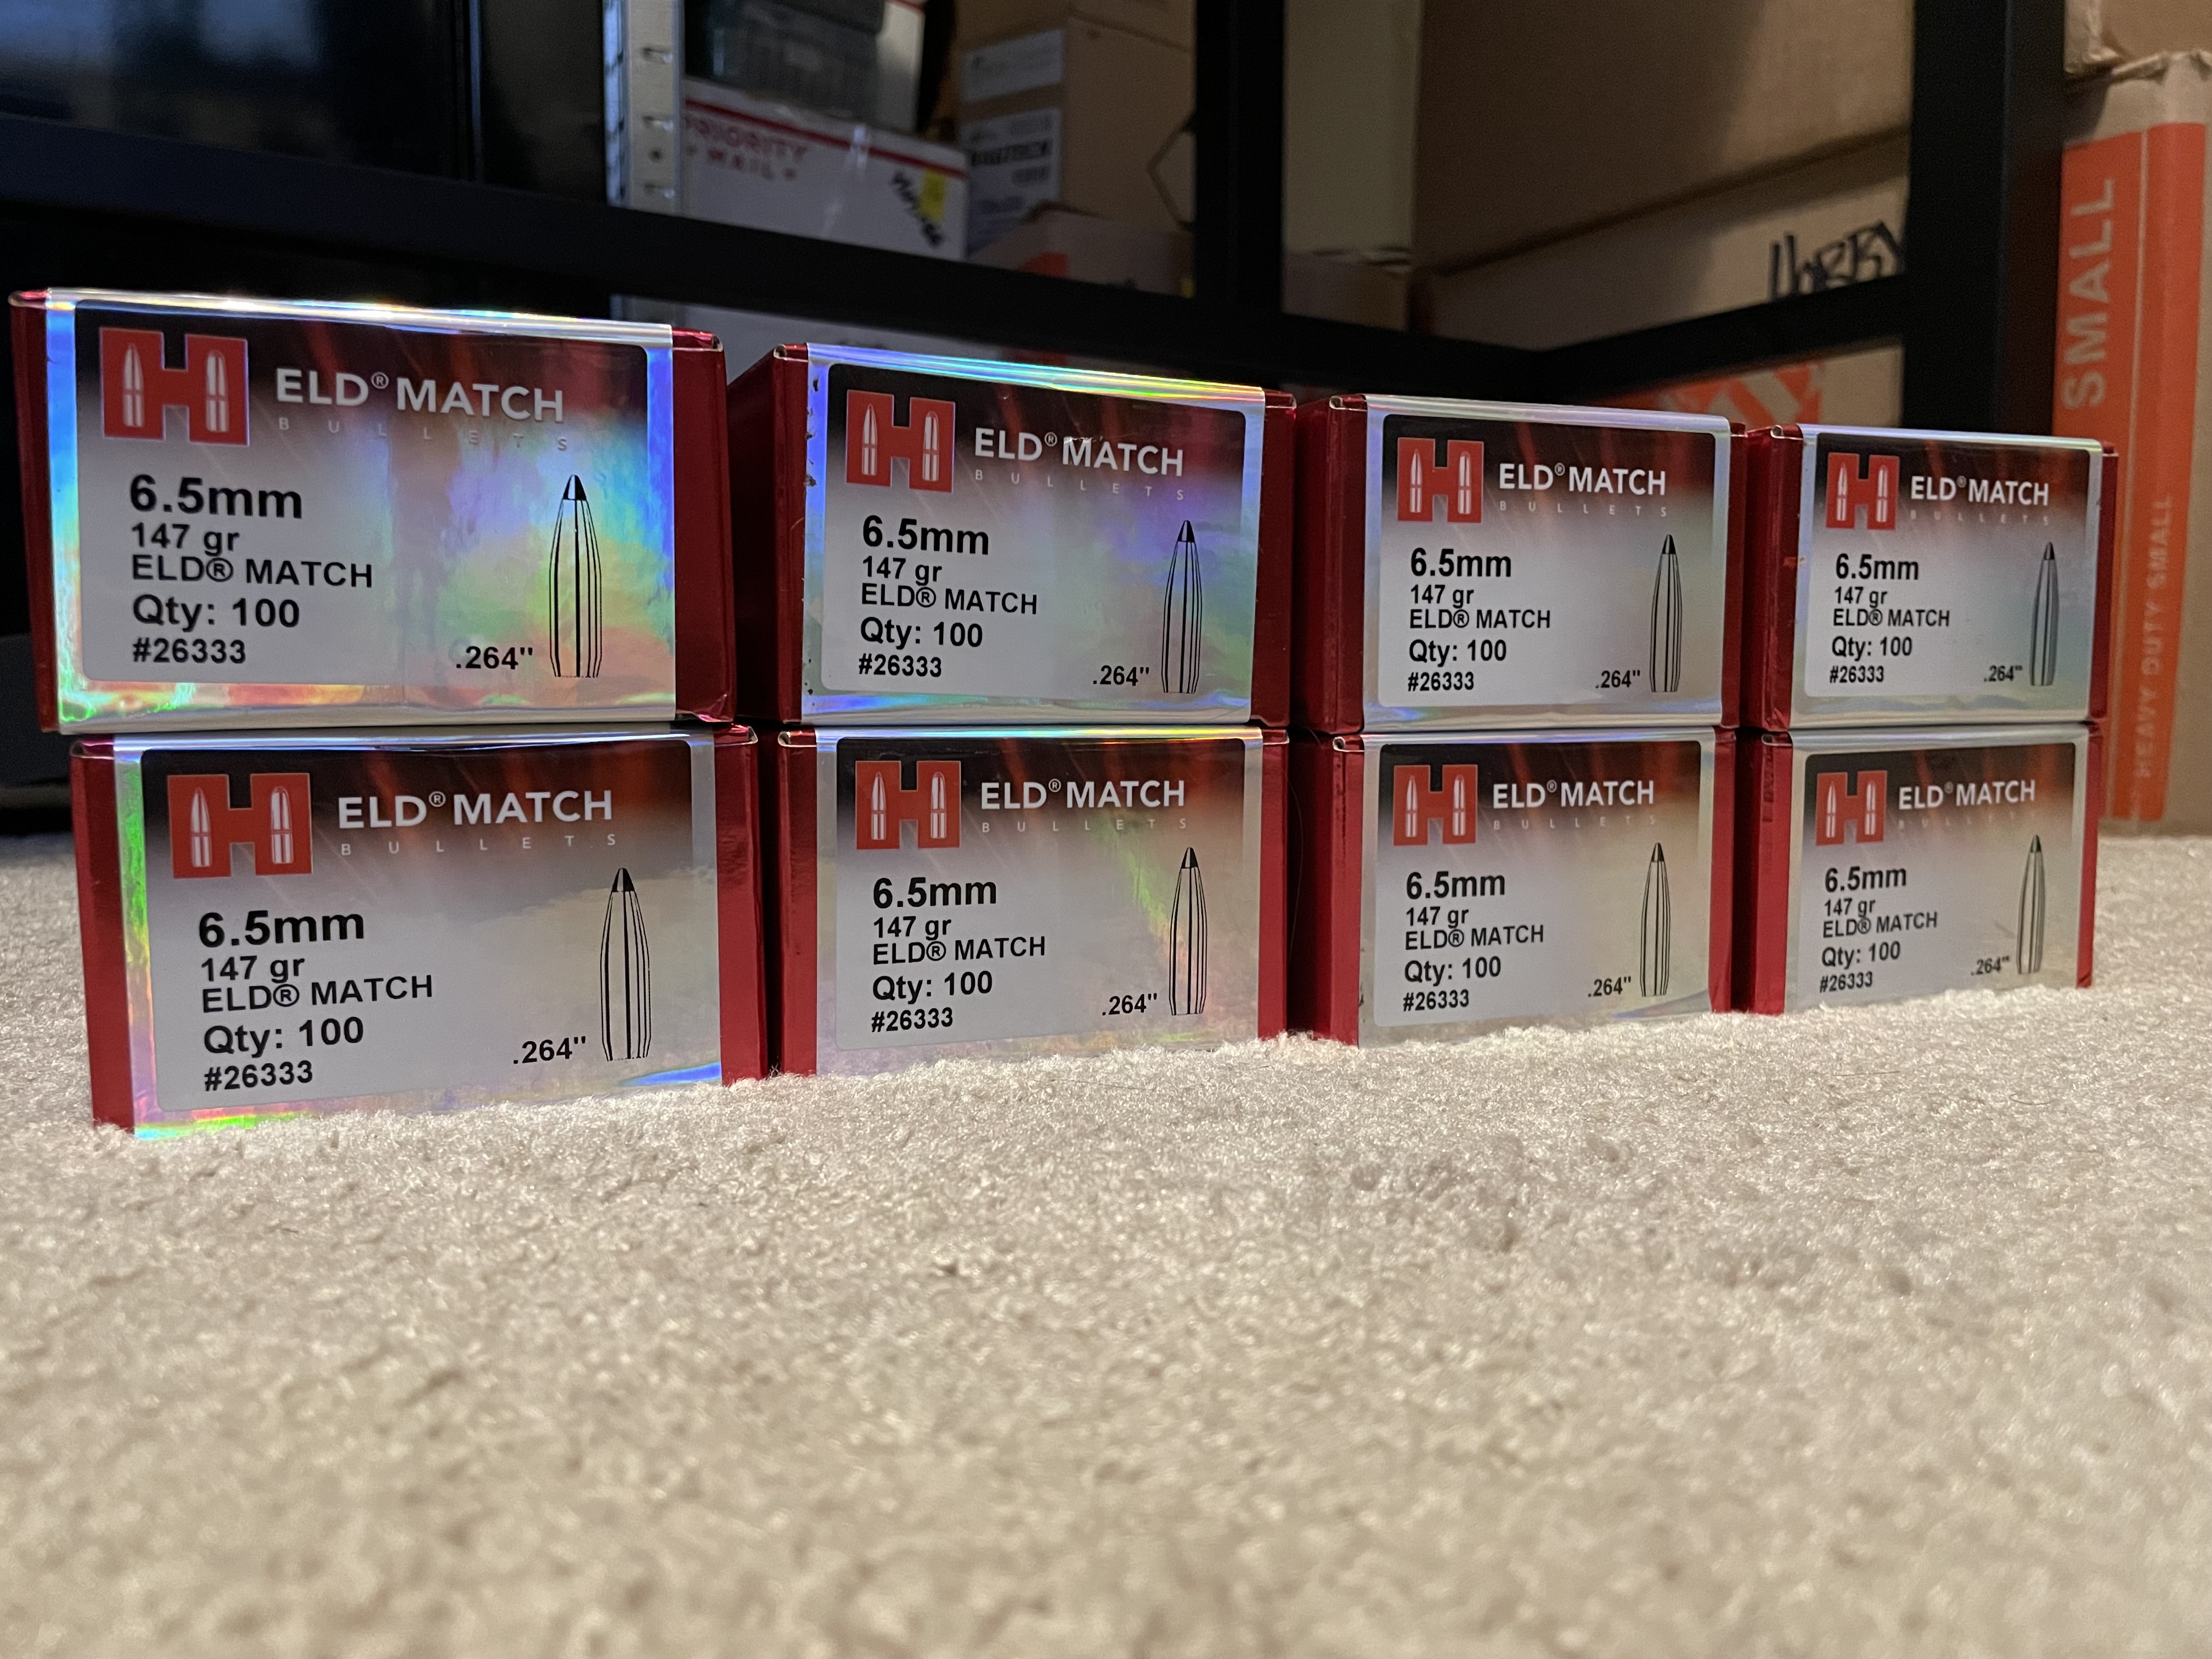 PRIORITY
MAIL
HOBBY
SMALL
HEAVY DUTY SMALL
ELD® MATCH
BULLETS
6.5mm
147 gr
ELD® MATCH
Qty: 100
#26333
.264"
ELD® MATCH
BULLETS
6.5mm
147 gr
ELD® MATCH
Qty: 100
#26333
.264"
ELD® MATCH
BULLETS
6.5mm
147 gr
ELD® MATCH
Qty: 100
#26333
.264"
ELD® MATCH
BULLETS
6.5mm
147 gr
ELD® MATCH
Qty: 100
#26333
.264"
ELD® MATCH
BULLETS
6.5mm
147 gr
ELD® MATCH
Qty: 100
#26333
.264"
ELD® MATCH
BULLETS
6.5mm
147 gr
ELD® MATCH
Qty: 100
#26333
.264"
ELD® MATCH
BULLETS
6.5mm
147 gr
ELD® MATCH
Qty: 100
#26333
.264"
ELD® MATCH
BULLETS
6.5mm
147 gr
ELD® MATCH
Qty: 100
#26333
.264"